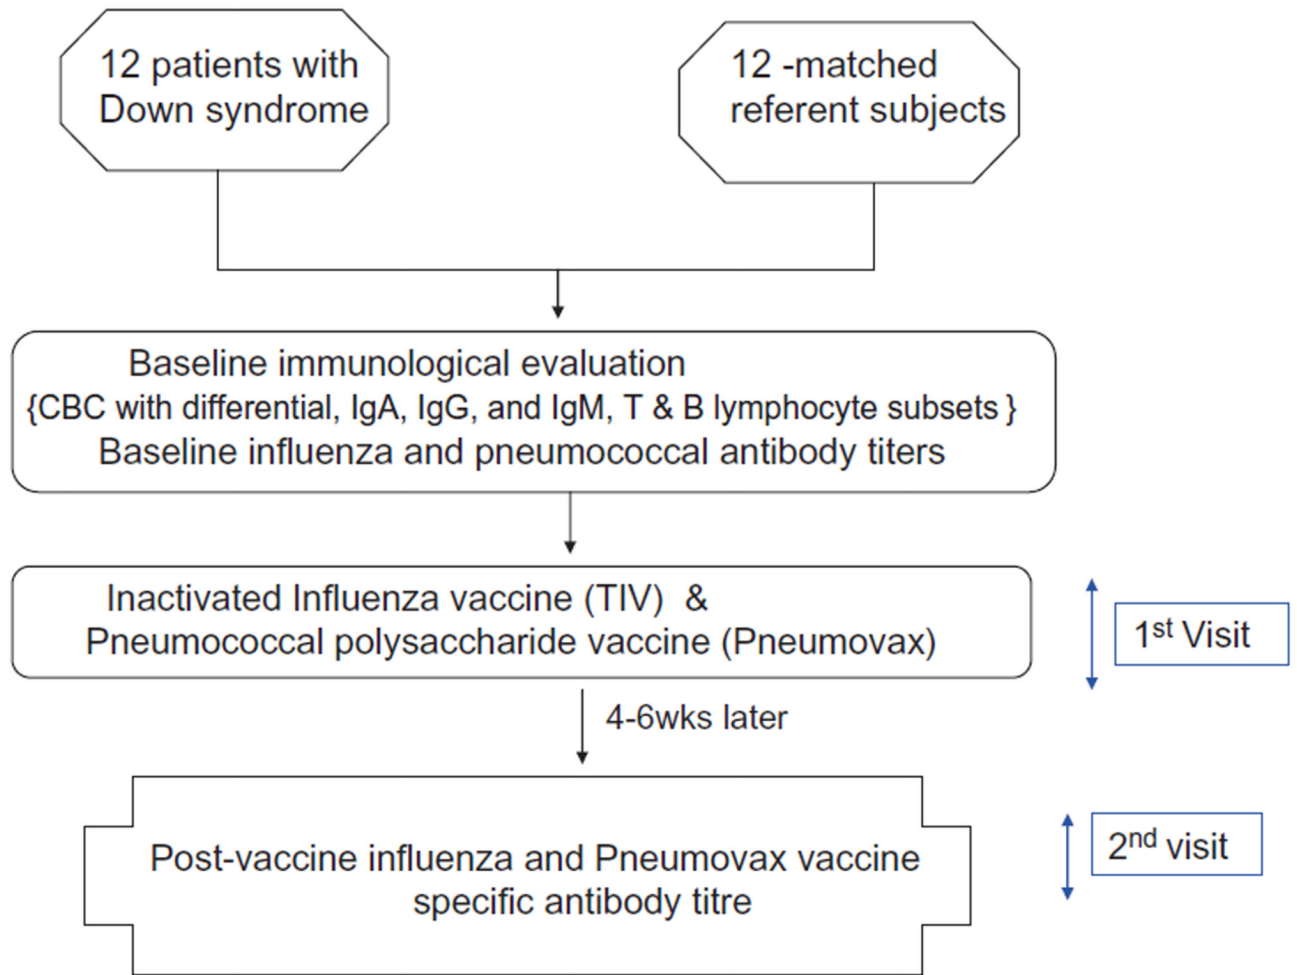 12 patients with
Down syndrome
12 -matched
referent subjects
Baseline immunological evaluation
{CBC with differential, IgA, IgG, and IgM, T & B lymphocyte subsets }
Baseline influenza and pneumococcal antibody titers
Inactivated Influenza vaccine (TIV) &
Pneumococcal polysaccharide vaccine (Pneumovax)
1st Visit
4-6wks later
Post-vaccine influenza and Pneumovax vaccine
specific antibody titre
2nd visit